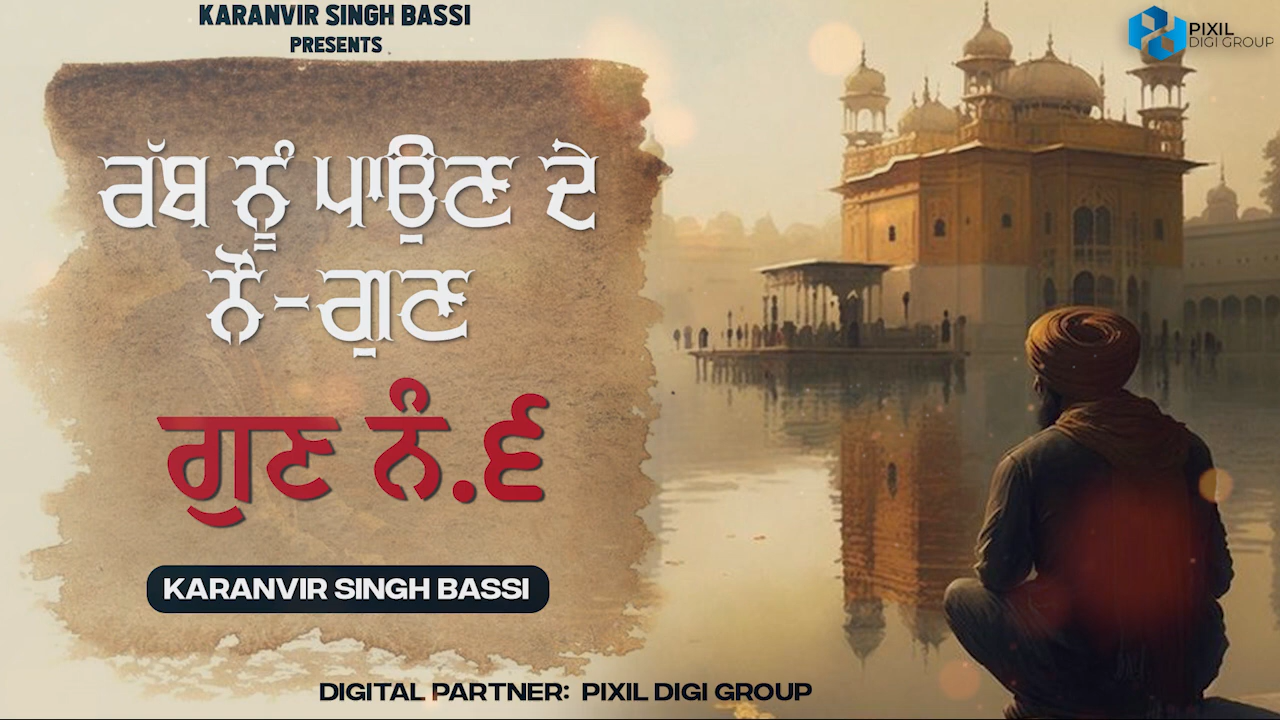 KARANVIR SINGH BASSI
PRESENTS
PIXIL
DIGI GROUP
ਰੱਬ ਨੂੰ ਪਾਉਣ ਦੇ
ਨੌ-ਗੁਣ
ਗੁਣ ਨੰ.੬
KARANVIR SINGH BASSI
DIGITAL PARTNER: PIXIL DIGI GROUP